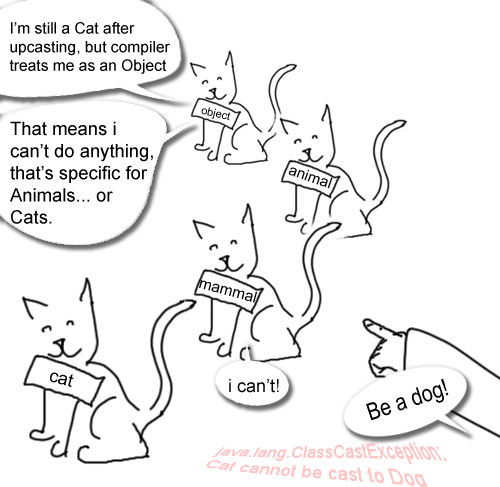 I'm still a Cat after
upcasting, but compiler
treats me as an Object
object
That means i
can't do anything,
that's specific for
Animals... or
Cats.
animal
mammal
cat
i can't!
Be a dog!
java.lang.ClassCastException:
Cat cannot be cast to Dog